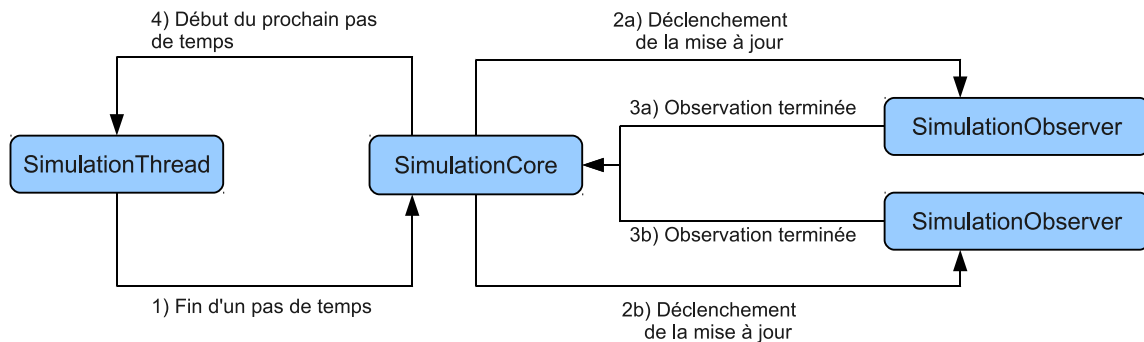 4) Début du prochain pas
de temps
2a) Déclenchement
de la mise à jour
3a) Observation terminée
SimulationObserver
SimulationThread
SimulationCore
SimulationObserver
3b) Observation terminée
1) Fin d'un pas de temps
2b) Déclenchement
de la mise à jour